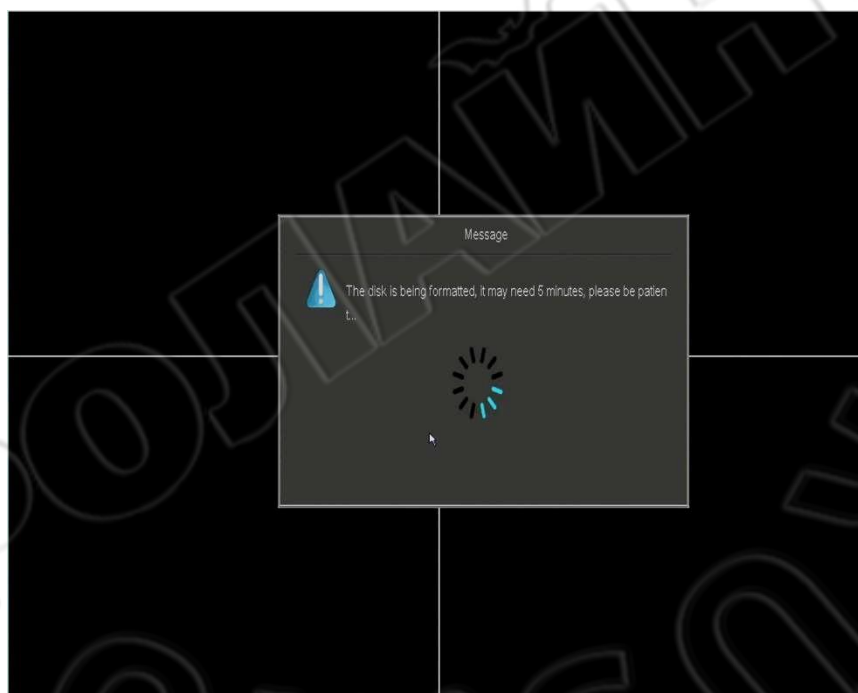 Message
The disk is being formatted, it may need 5 minutes, please be patien
t...